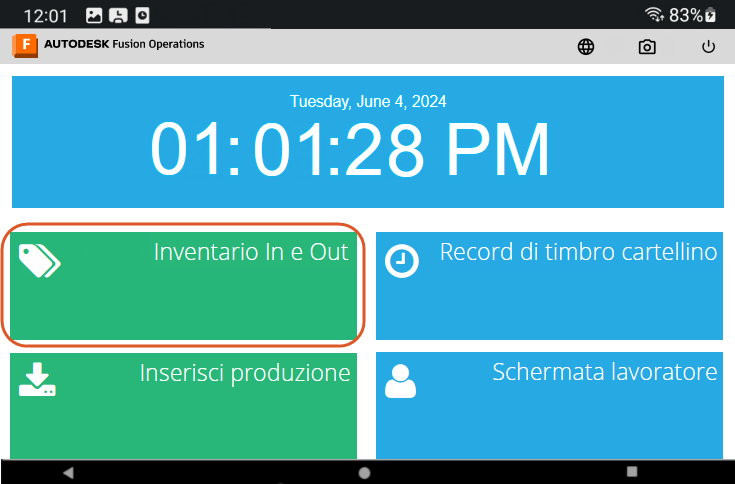 12:01
83%
F
AUTODESK Fusion Operations
Tuesday, June 4, 2024
01:01:28 PM
Inventario In e Out
Record di timbro cartellino
Inserisci produzione
Schermata lavoratore